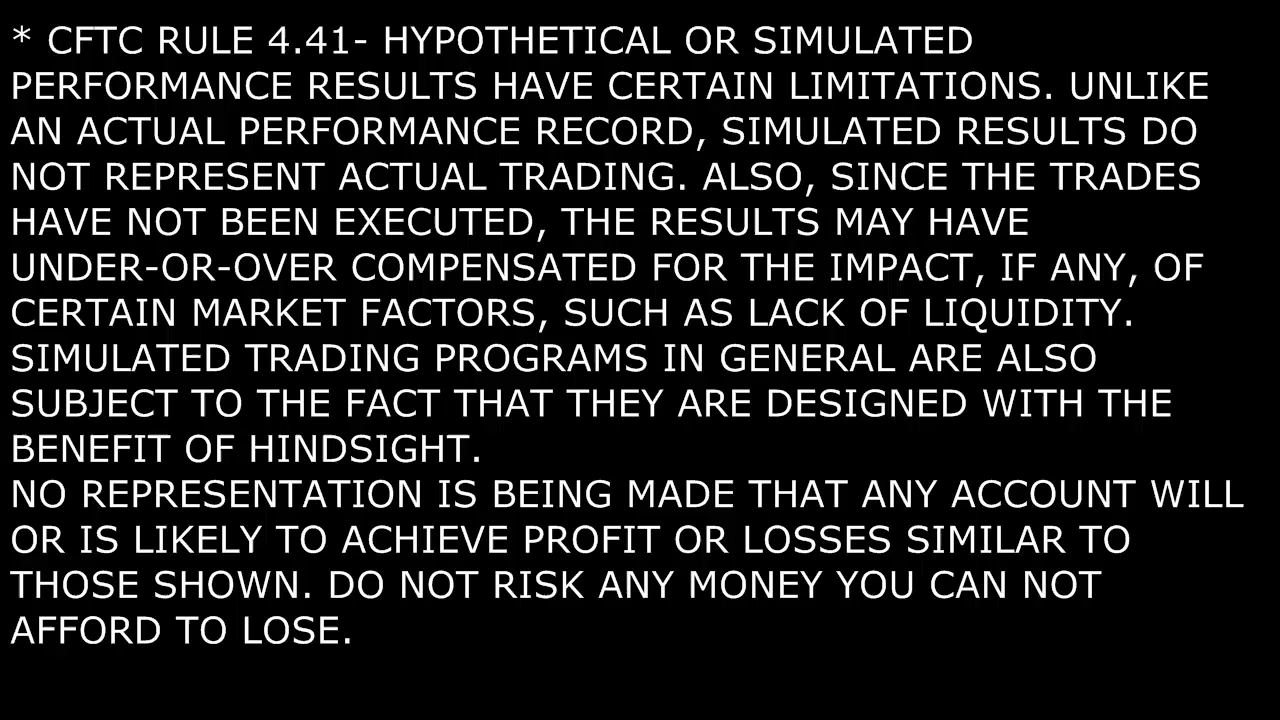 * CFTC RULE 4.41- HYPOTHETICAL OR SIMULATED
PERFORMANCE RESULTS HAVE CERTAIN LIMITATIONS. UNLIKE
AN ACTUAL PERFORMANCE RECORD, SIMULATED RESULTS DO
NOT REPRESENT ACTUAL TRADING. ALSO, SINCE THE TRADES
HAVE NOT BEEN EXECUTED, THE RESULTS MAY HAVE
UNDER-OR-OVER COMPENSATED FOR THE IMPACT, IF ANY, OF
CERTAIN MARKET FACTORS, SUCH AS LACK OF LIQUIDITY.
SIMULATED TRADING PROGRAMS IN GENERAL ARE ALSO
SUBJECT TO THE FACT THAT THEY ARE DESIGNED WITH THE
BENEFIT OF HINDSIGHT.
NO REPRESENTATION IS BEING MADE THAT ANY ACCOUNT WILL
OR IS LIKELY TO ACHIEVE PROFIT OR LOSSES SIMILAR TO
THOSE SHOWN. DO NOT RISK ANY MONEY YOU CAN NOT
AFFORD TO LOSE.